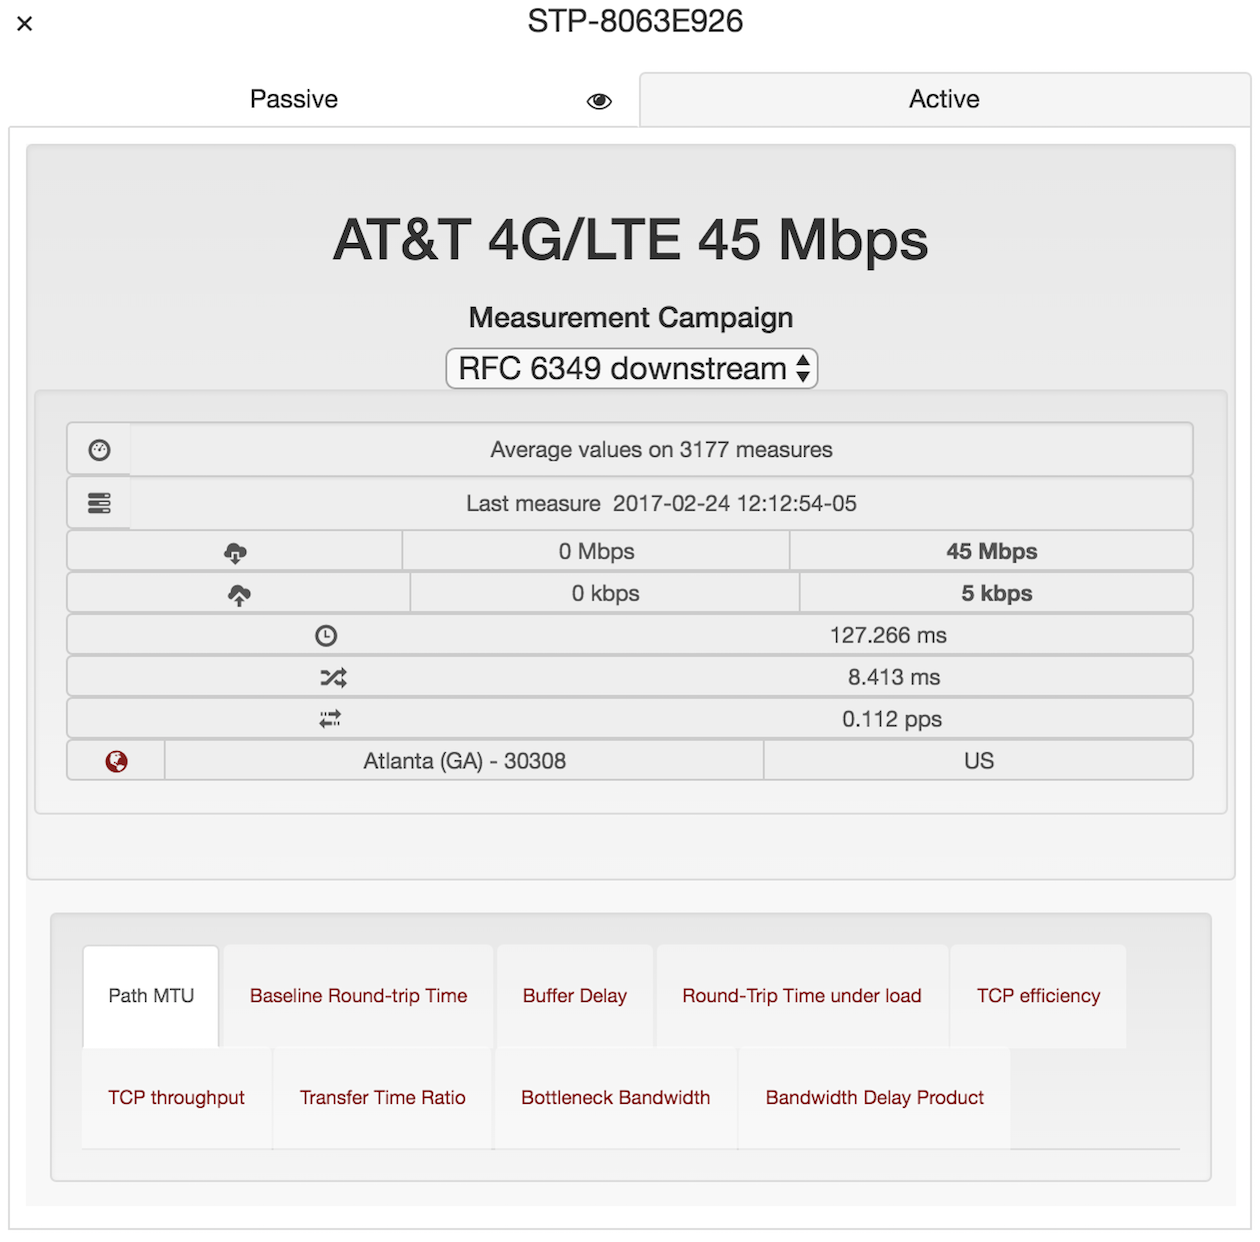 STP-8063E926
Passive Active
AT&T 4G/LTE 45 Mbps
Measurement Campaign
RFC 6349 downstream
Average values on 3177 measures
Last measure 2017-02-24 12:12:54-05
0 Mbps 45 Mbps
0 kbps 5 kbps
127.266 ms
8.413 ms
0.112 pps
Atlanta (GA) - 30308 US
Path MTU Baseline Round-trip Time Buffer Delay Round-Trip Time under load TCP efficiency
TCP throughput Transfer Time Ratio Bottleneck Bandwidth Bandwidth Delay Product